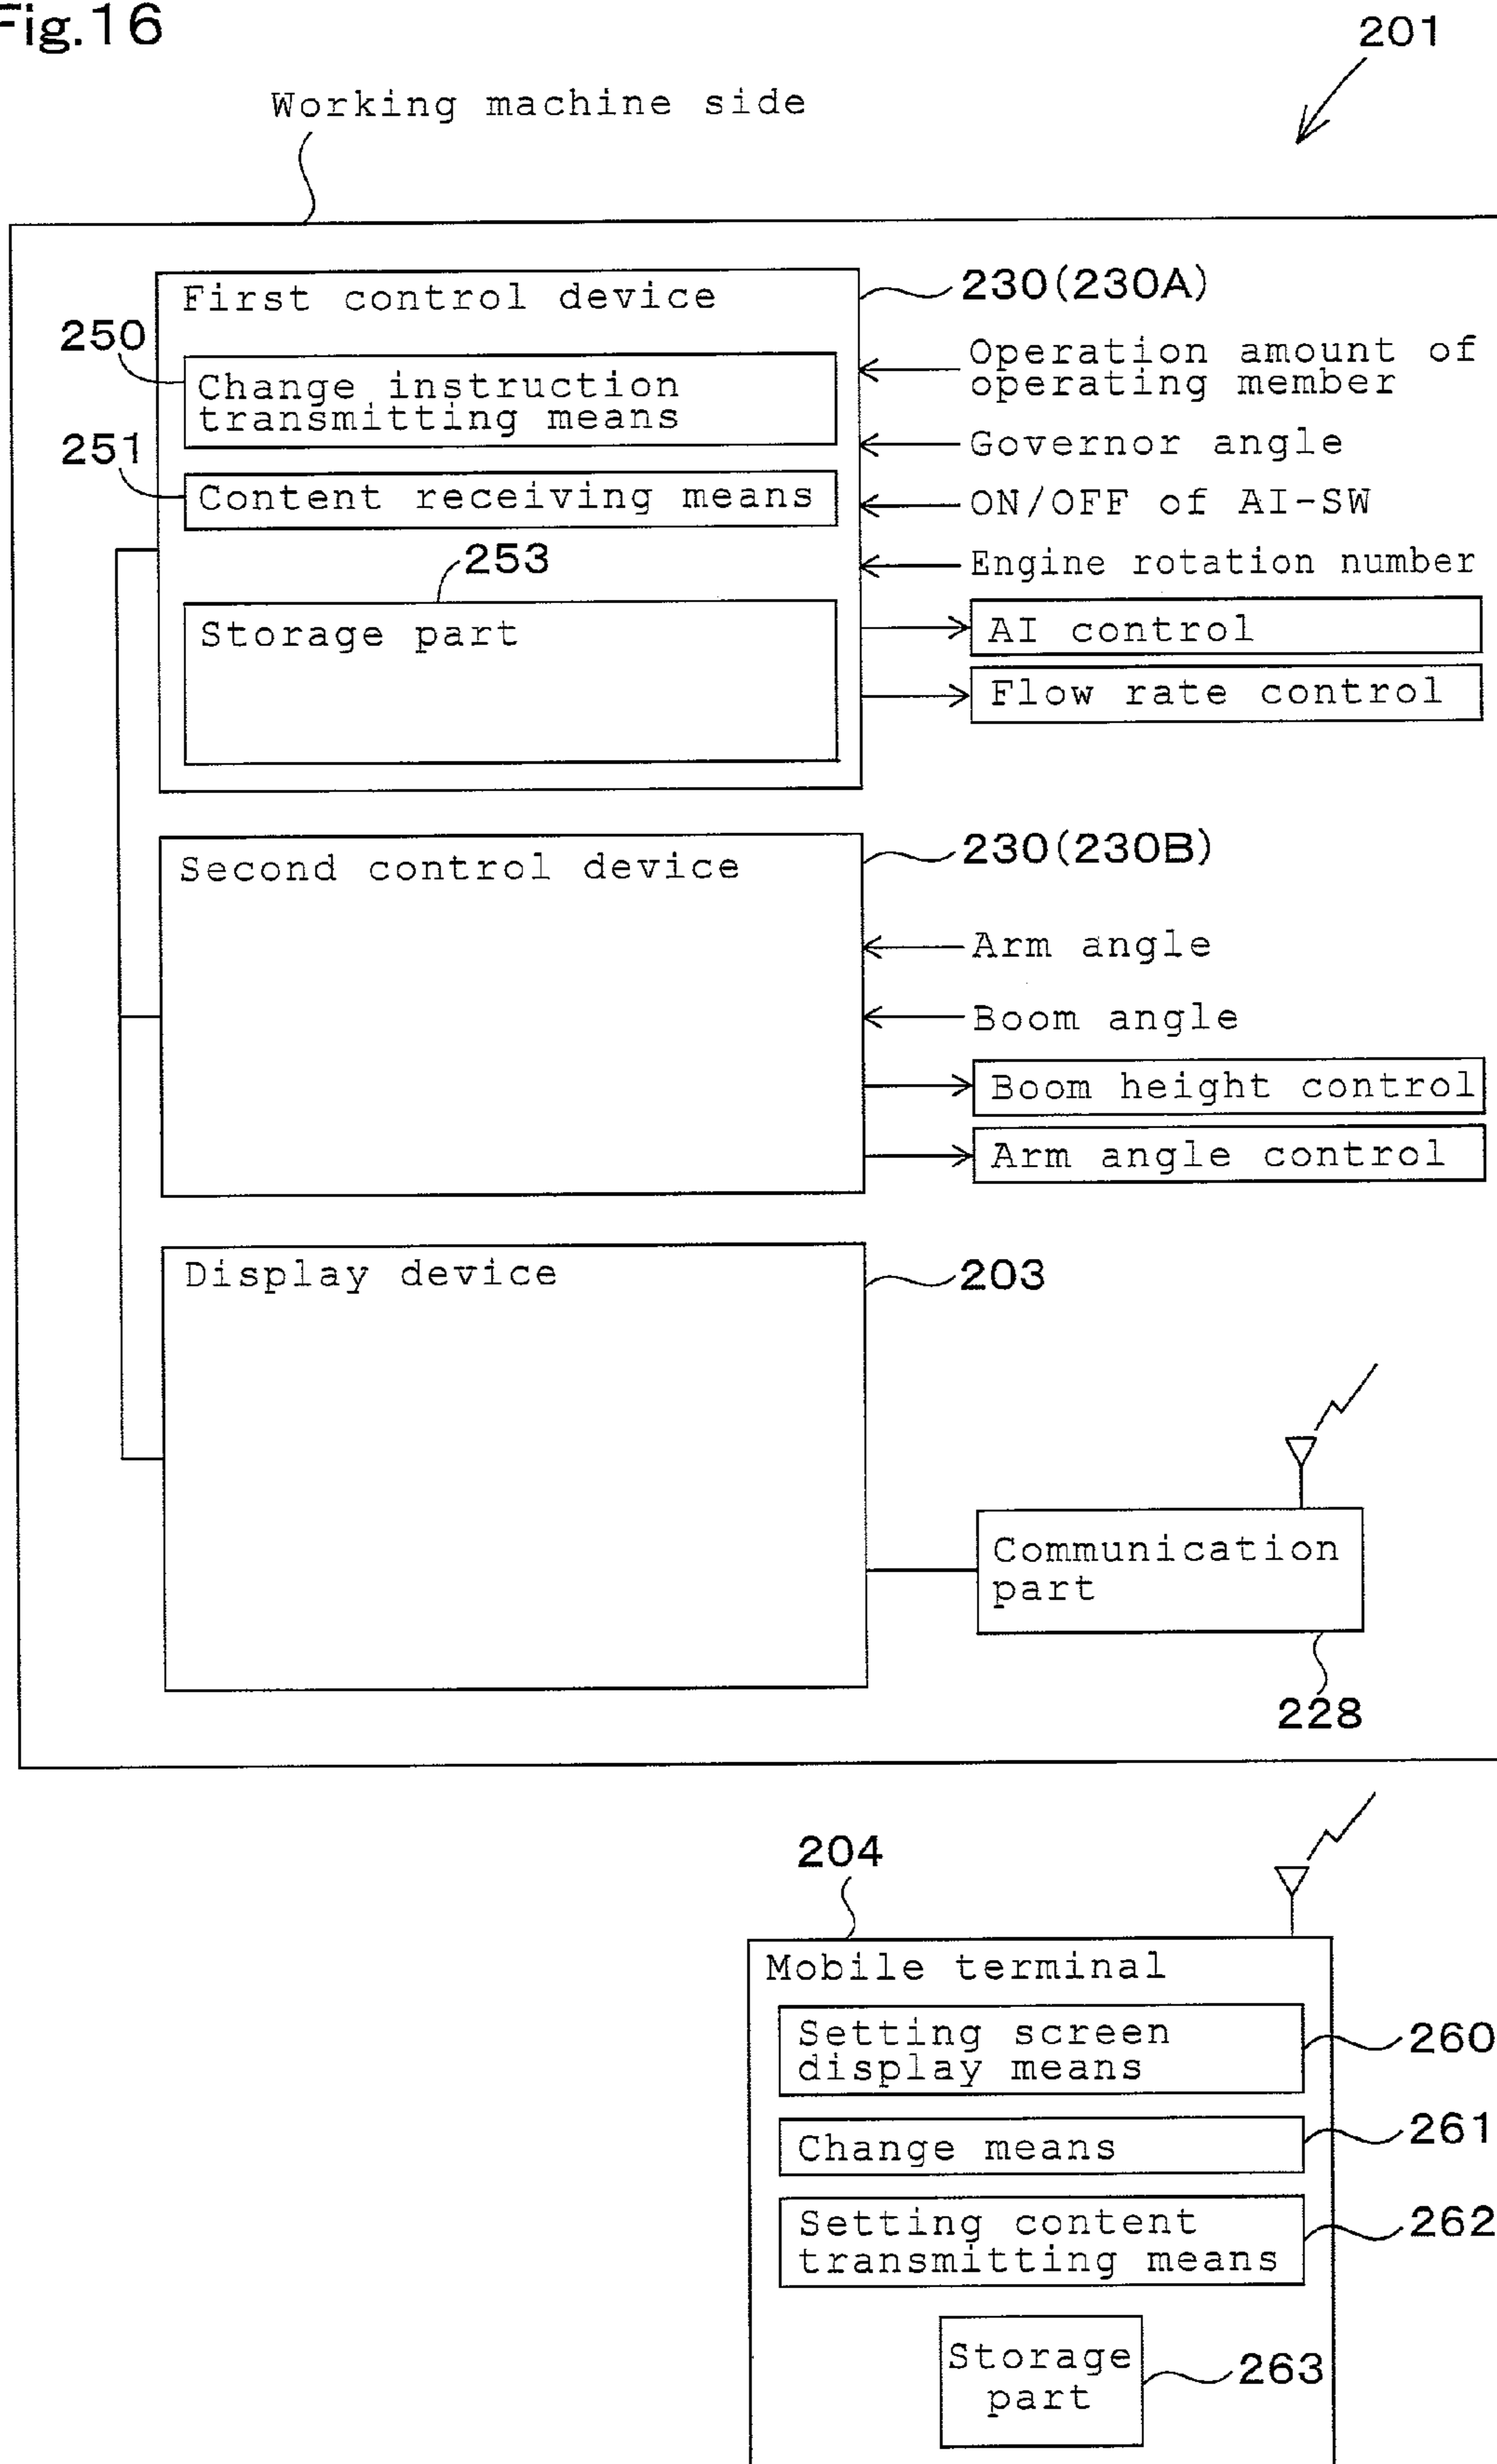 Fig.16
201
Working machine side
First control device
230(230A)
250
Change instruction
transmitting means
Operation amount of
operating member
251
Content receiving means
Governor angle
ON/OFF of AI-SW
253
Engine rotation number
Storage part
AI control
Flow rate control
Second control device
230(230B)
Arm angle
Boom angle
Boom height control
Arm angle control
Display device
203
Communication
part
228
204
Mobile terminal
Setting screen
display means
260
Change means
261
Setting content
transmitting means
262
Storage
part
263